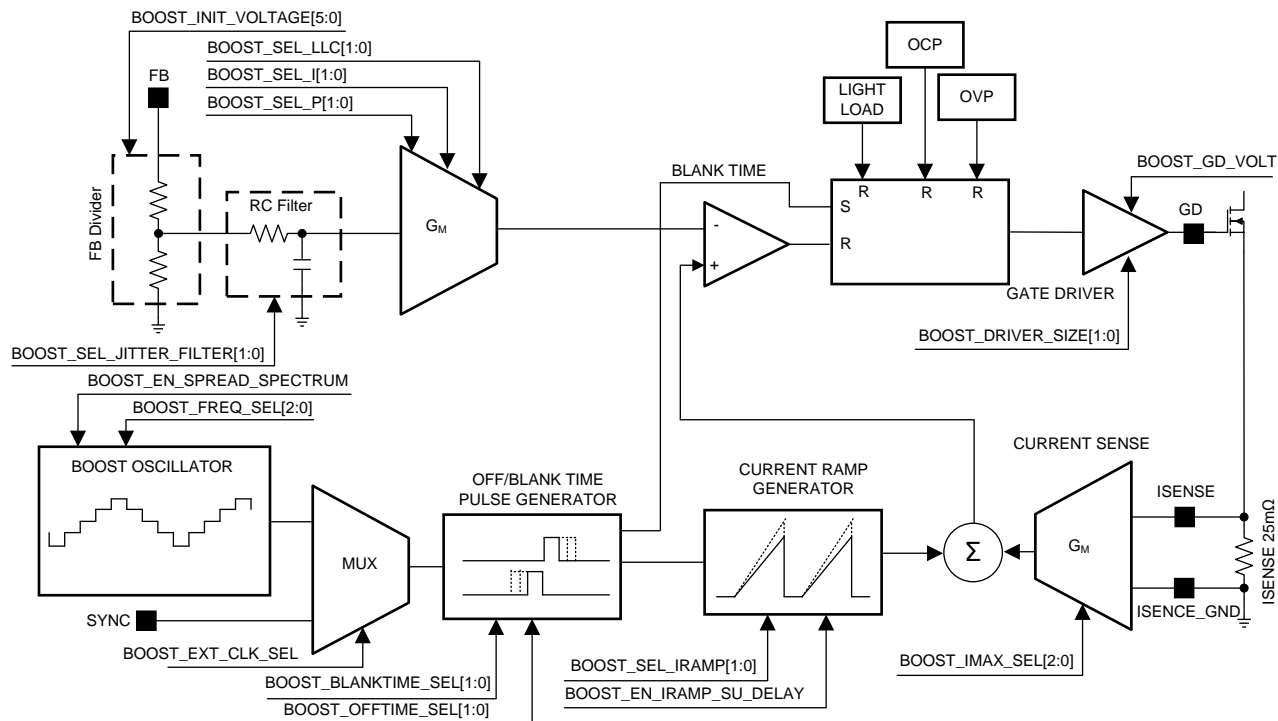 BOOST_INIT_VOLTAGE[5:0]
BOOST_SEL_LLC[1:0]
BOOST_SEL_I[1:0]
BOOST_SEL_P[1:0]
FB
FB Divider
RC Filter
GM
BOOST_SEL_JITTER_FILTER[1:0]
BLANK TIME
-
+
OCP
LIGHT
LOAD
OVP
R
R
R
S
R
BOOST_GD_VOLT
GD
GATE DRIVER
BOOST_DRIVER_SIZE[1:0]
BOOST_EN_SPREAD_SPECTRUM
BOOST_FREQ_SEL[2:0]
BOOST OSCILLATOR
SYNC
MUX
BOOST_EXT_CLK_SEL
OFF/BLANK TIME
PULSE GENERATOR
BOOST_BLANKTIME_SEL[1:0]
BOOST_OFFTIME_SEL[1:0]
CURRENT RAMP
GENERATOR
BOOST_SEL_IRAMP[1:0]
BOOST_EN_IRAMP_SU_DELAY
Σ
CURRENT SENSE
GM
ISENSE
ISENCE_GND
ISENSE 25mΩ
BOOST_IMAX_SEL[2:0]